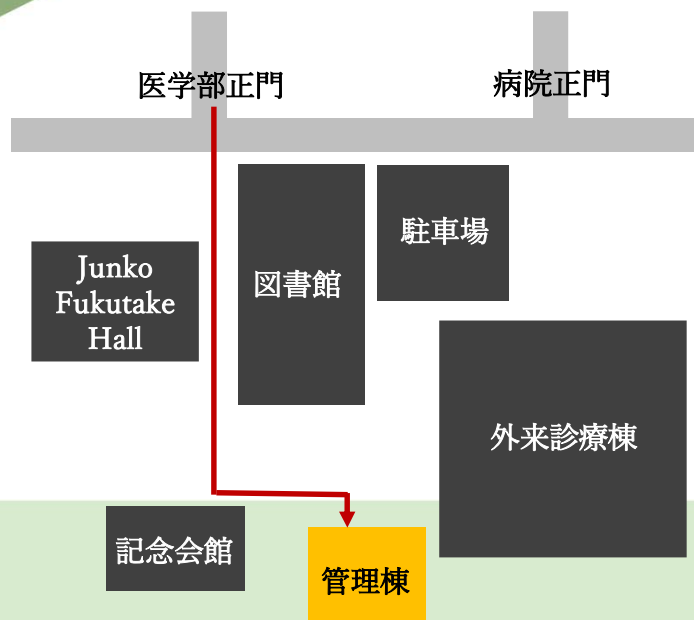 医学部正門
病院正門
駐車場
Junko
Fukutake
Hall
図書館
外来診療棟
記念会館
管理棟